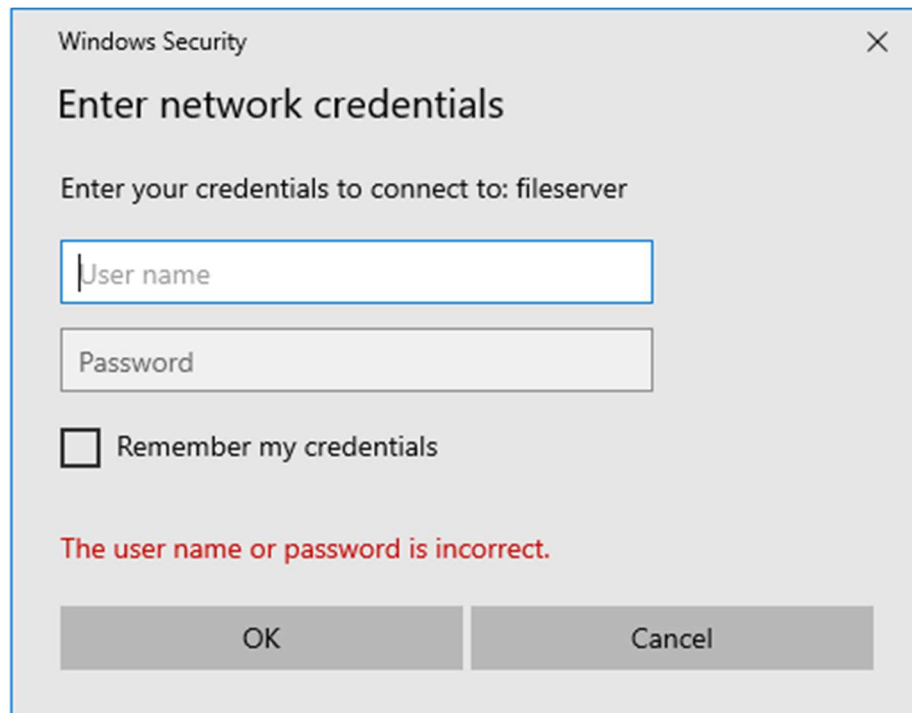 Windows Security
Enter network credentials
Enter your credentials to connect to: fileserver
User name
Password
Remember my credentials
The user name or password is incorrect.
OK
Cancel